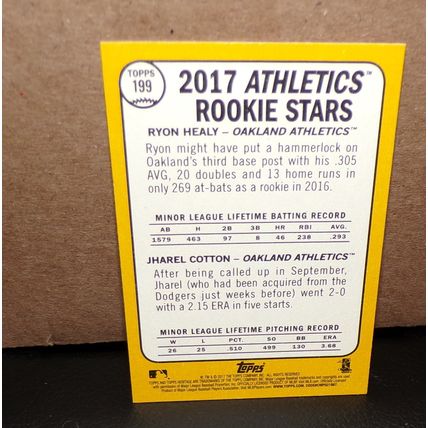 TOPPS
199
2017 ATHLETICS™
ROOKIE STARS
RYON HEALY – OAKLAND ATHLETICS™
Ryon might have put a hammerlock on
Oakland's third base post with his .305
AVG, 20 doubles and 13 home runs in
only 269 at-bats as a rookie in 2016.
MINOR LEAGUE LIFETIME BATTING RECORD
AB H 2B 3B HR RBI AVG.
1579 463 97 8 46 238 .293
JHAREL COTTON – OAKLAND ATHLETICS™
After being called up in September,
Jharel (who had been acquired from the
Dodgers just weeks before) went 2-0
with a 2.15 ERA in five starts.
MINOR LEAGUE LIFETIME PITCHING RECORD
W L PCT. SO BB ERA
26 25 .510 499 130 3.68
Topps